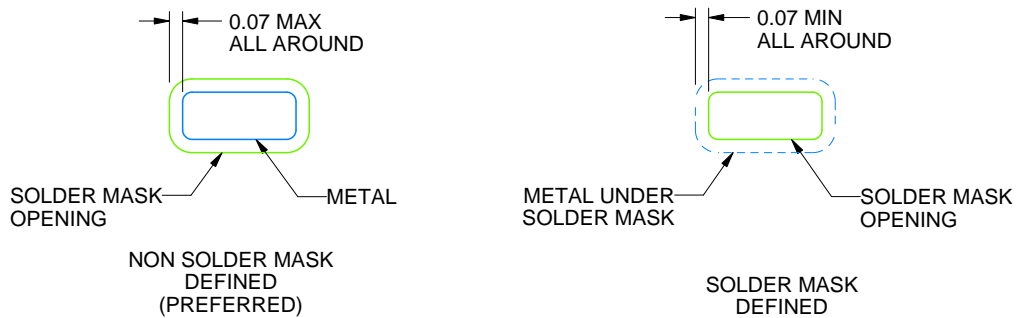 0.07 MAX
ALL AROUND
SOLDER MASK
OPENING
METAL
NON SOLDER MASK
DEFINED
(PREFERRED)
0.07 MIN
ALL AROUND
METAL UNDER
SOLDER MASK
SOLDER MASK
OPENING
SOLDER MASK
DEFINED